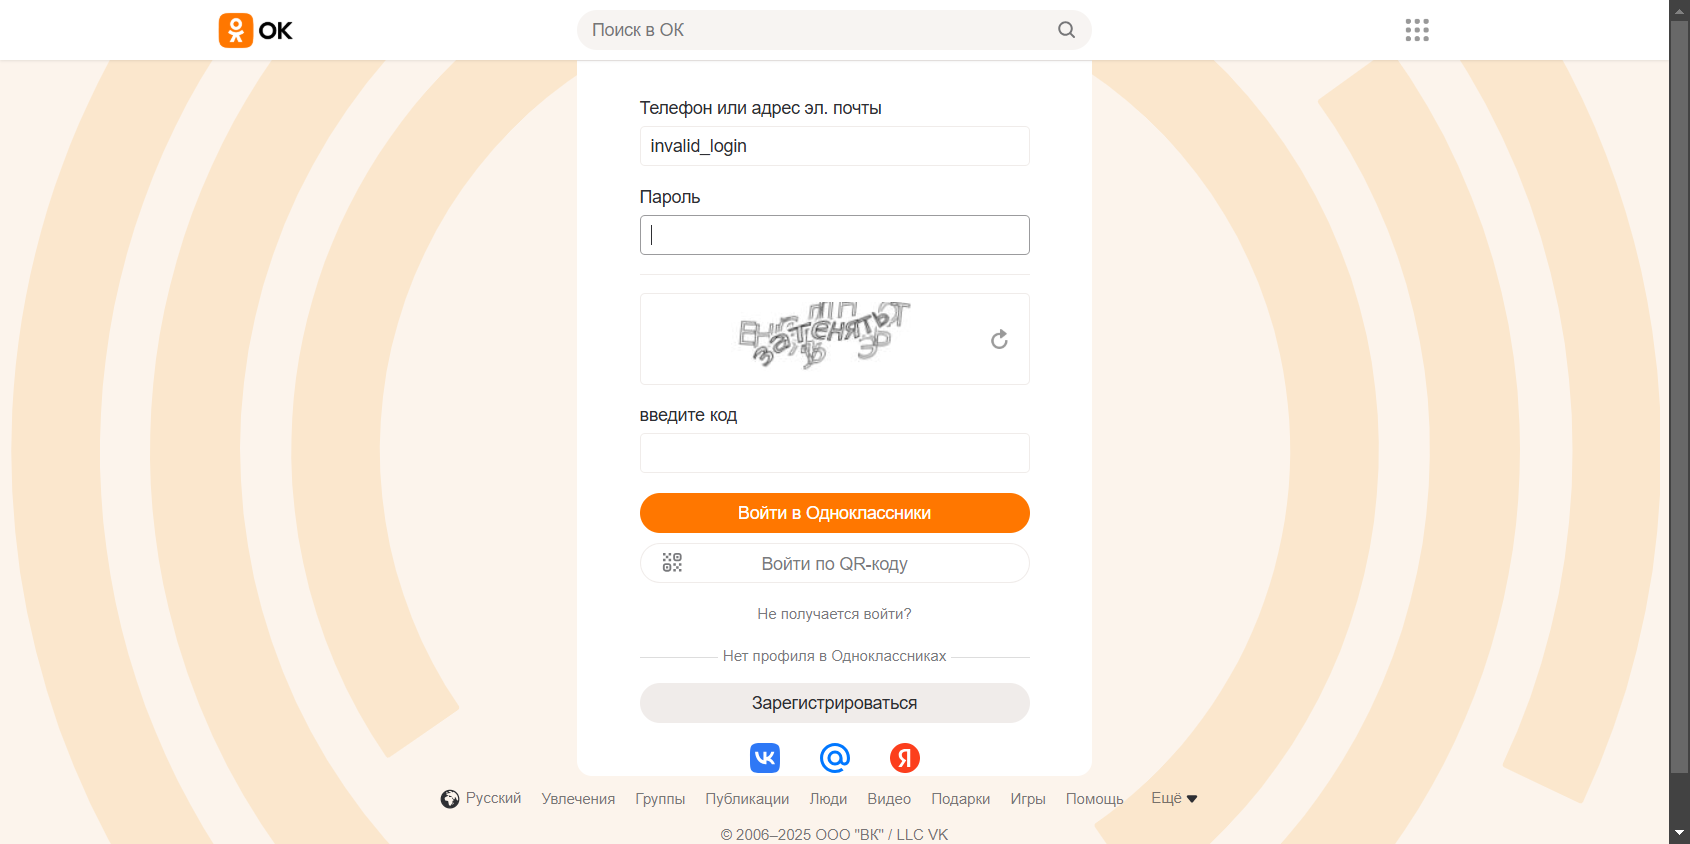 ОК
Поиск в ОК
Телефон или адрес эл. почты
invalid_login
Пароль
затенять
введите код
Войти в Одноклассники
Войти по QR-коду
Не получается войти?
Нет профиля в Одноклассниках
Зарегистрироваться
Русский Увлечения Группы Публикации Люди Видео Подарки Игры Помощь Ещё
© 2006–2025 ООО "ВК" / LLC VK